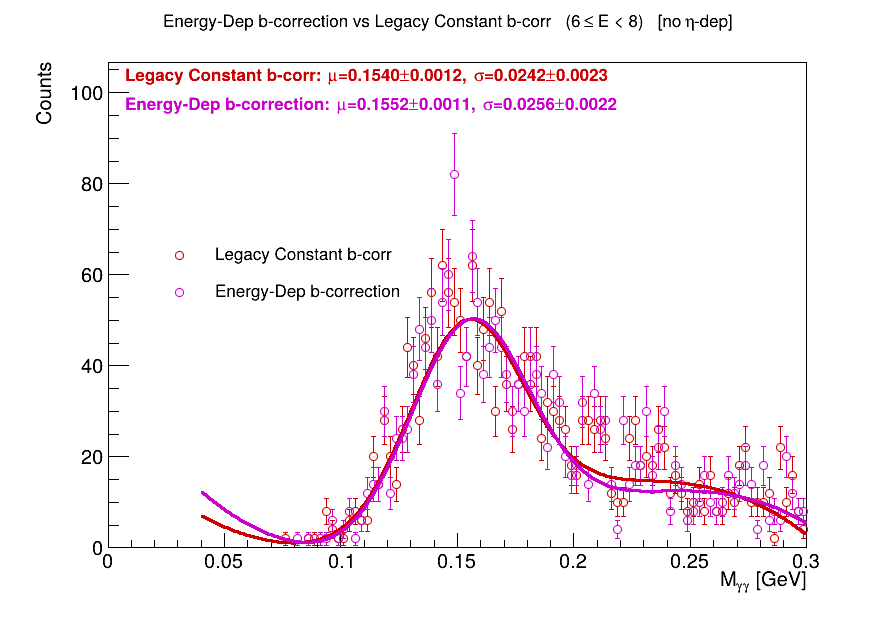 Energy-Dep b-correction vs Legacy Constant b-corr (6 ≤ E < 8) [no η-dep]
Counts
Legacy Constant b-corr: μ=0.1540±0.0012, σ=0.0242±0.0023
Energy-Dep b-correction: μ=0.1552±0.0011, σ=0.0256±0.0022
100
80
60
40
20
0
Legacy Constant b-corr
Energy-Dep b-correction
0 0.05 0.1 0.15 0.2 0.25 0.3
Mγγ [GeV]